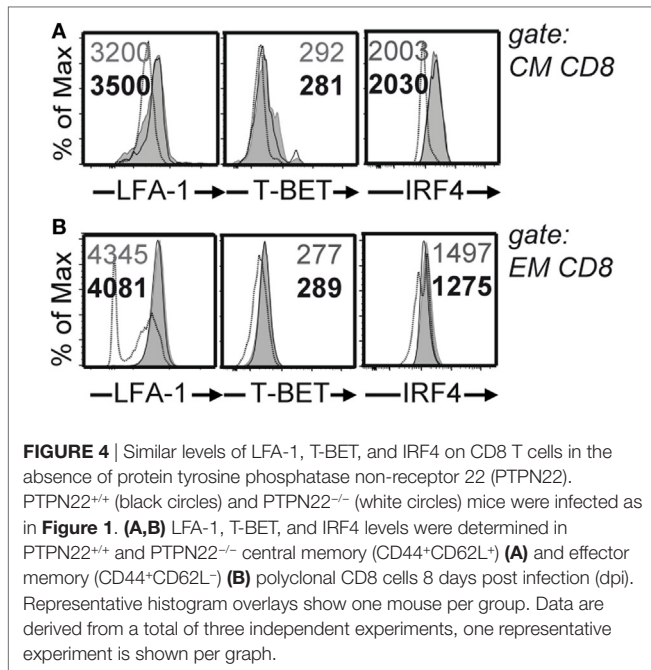 A
3200
3500
292
281
2003
2030
gate:
CM CD8
% of Max
LFA-1
T-BET
IRF4
B
4345
4081
277
289
1497
1275
gate:
EM CD8
% of Max
LFA-1
T-BET
IRF4
FIGURE 4 | Similar levels of LFA-1, T-BET, and IRF4 on CD8 T cells in the
absence of protein tyrosine phosphatase non-receptor 22 (PTPN22).
PTPN22+/+ (black circles) and PTPN22−/− (white circles) mice were infected as
in Figure 1. (A,B) LFA-1, T-BET, and IRF4 levels were determined in
PTPN22+/+ and PTPN22−/− central memory (CD44+CD62L+) (A) and effector
memory (CD44+CD62L−) (B) polyclonal CD8 cells 8 days post infection (dpi).
Representative histogram overlays show one mouse per group. Data are
derived from a total of three independent experiments, one representative
experiment is shown per graph.